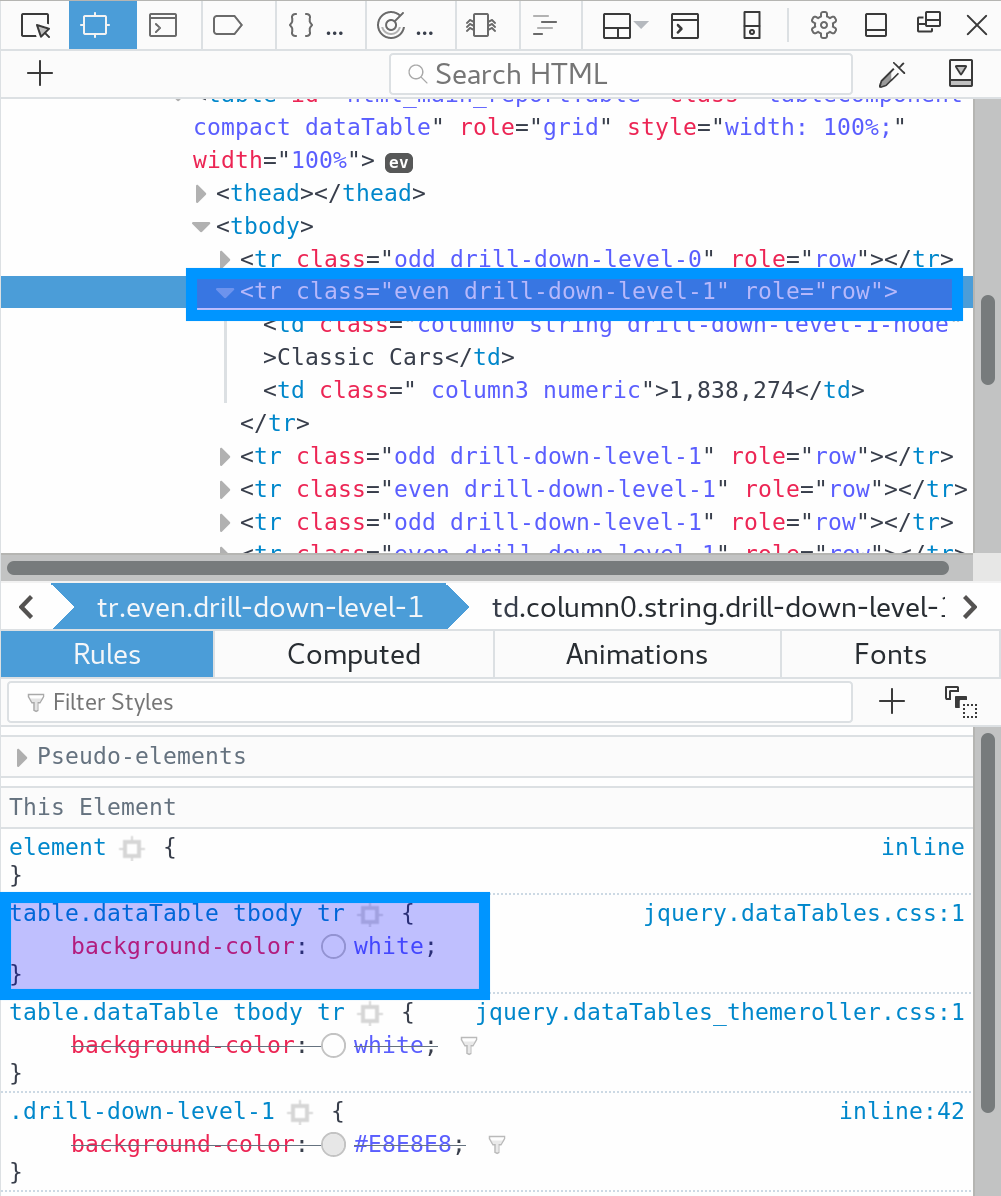 {} ... ...
Search HTML
<table id="html_main_reportTable" class="tableComponent
compact dataTable" role="grid" style="width: 100%;"
width="100%"> ev
<thead></thead>
<tbody>
<tr class="odd drill-down-level-0" role="row"></tr>
<tr class="even drill-down-level-1" role="row">
<td class=" column0 string drill-down-level-1-node"
>Classic Cars</td>
<td class=" column3 numeric">1,838,274</td>
</tr>
<tr class="odd drill-down-level-1" role="row"></tr>
<tr class="even drill-down-level-1" role="row"></tr>
<tr class="odd drill-down-level-1" role="row"></tr>
<tr class="even drill-down-level-1" role="row"></tr>
tr.even.drill-down-level-1 td.column0.string.drill-down-level-
Rules Computed Animations Fonts
Filter Styles
Pseudo-elements
This Element
element { inline
}
table.dataTable tbody tr { jquery.dataTables.css:1
background-color: white;
}
table.dataTable tbody tr { jquery.dataTables_themeroller.css:1
background-color: white;
}
.drill-down-level-1 { inline:42
background-color: #E8E8E8;
}